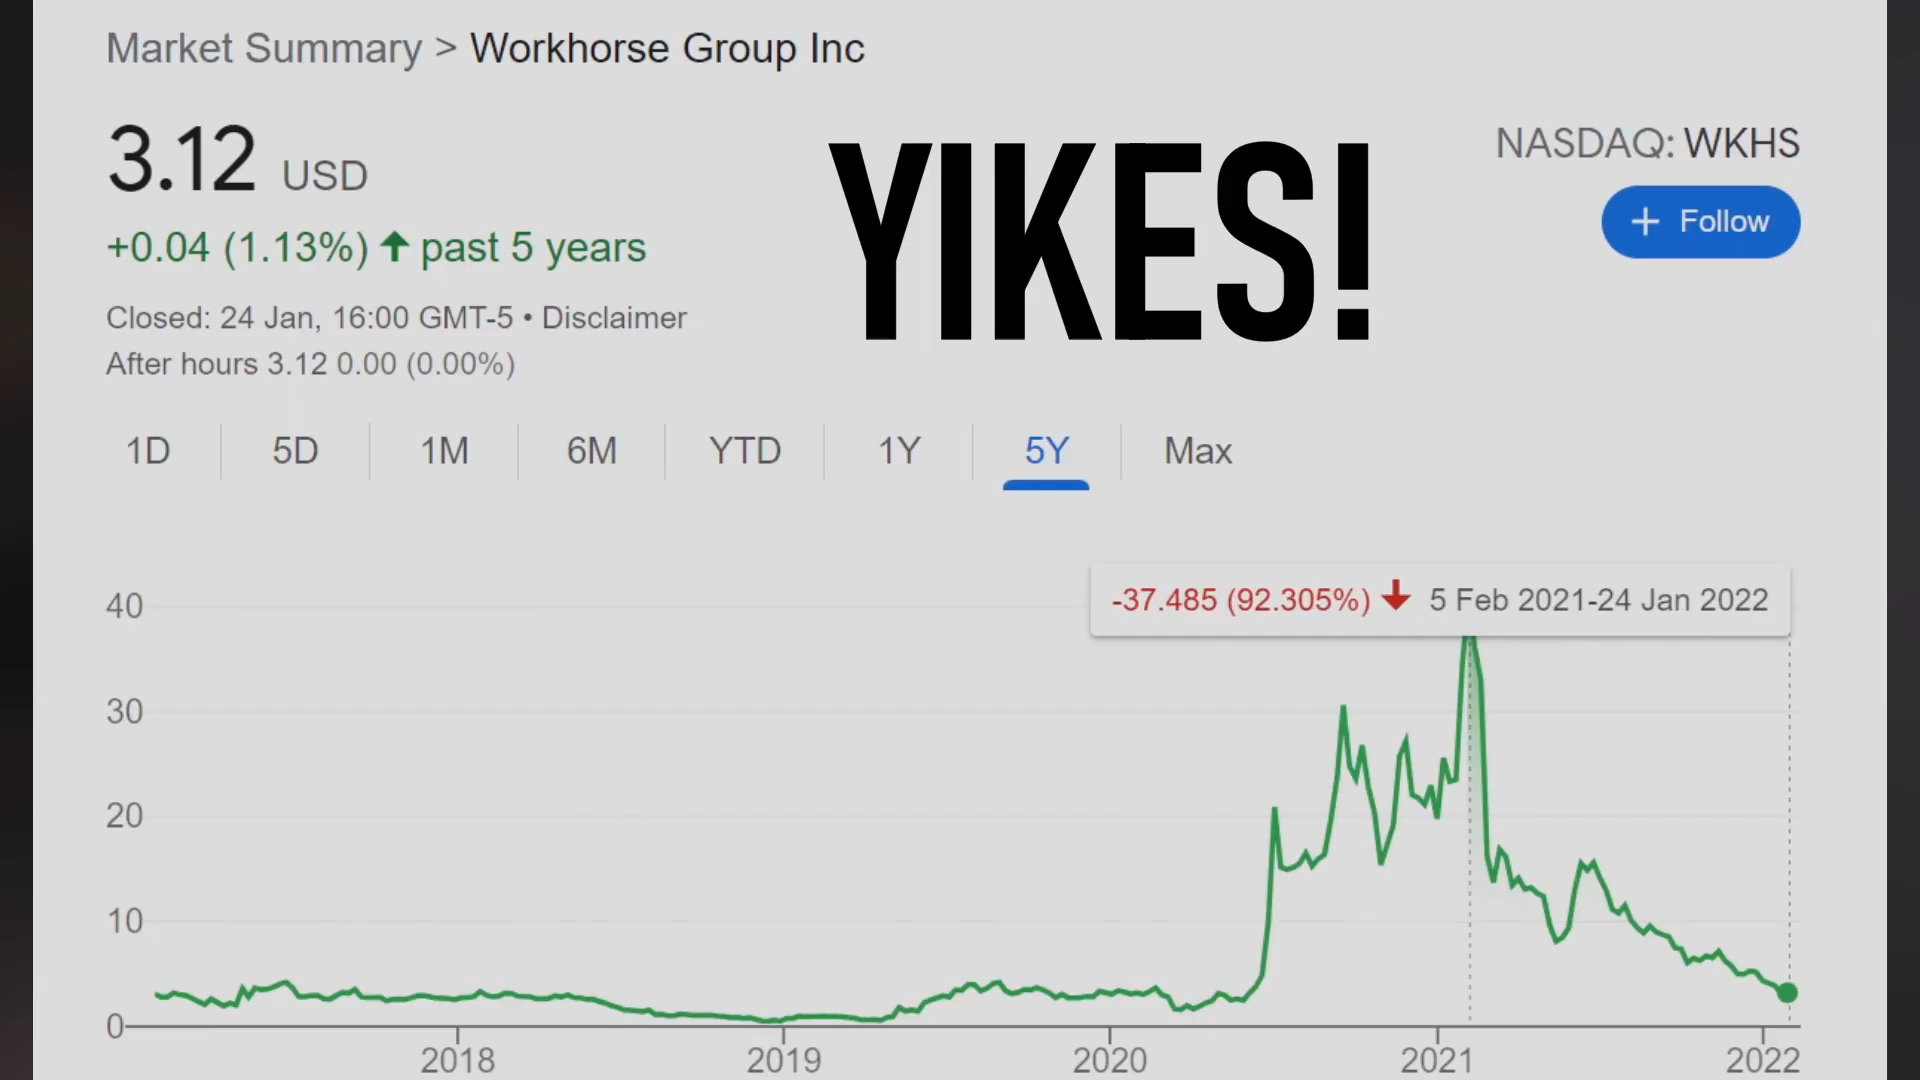 Market Summary > Workhorse Group Inc
3.12 USD
YIKES!
NASDAQ: WKHS
+ Follow
+0.04 (1.13%) ↑ past 5 years
Closed: 24 Jan, 16:00 GMT-5 • Disclaimer
After hours 3.12 0.00 (0.00%)
1D 5D 1M 6M YTD 1Y 5Y Max
-37.485 (92.305%) ↓ 5 Feb 2021-24 Jan 2022
40
30
20
10
0
2018 2019 2020 2021 2022